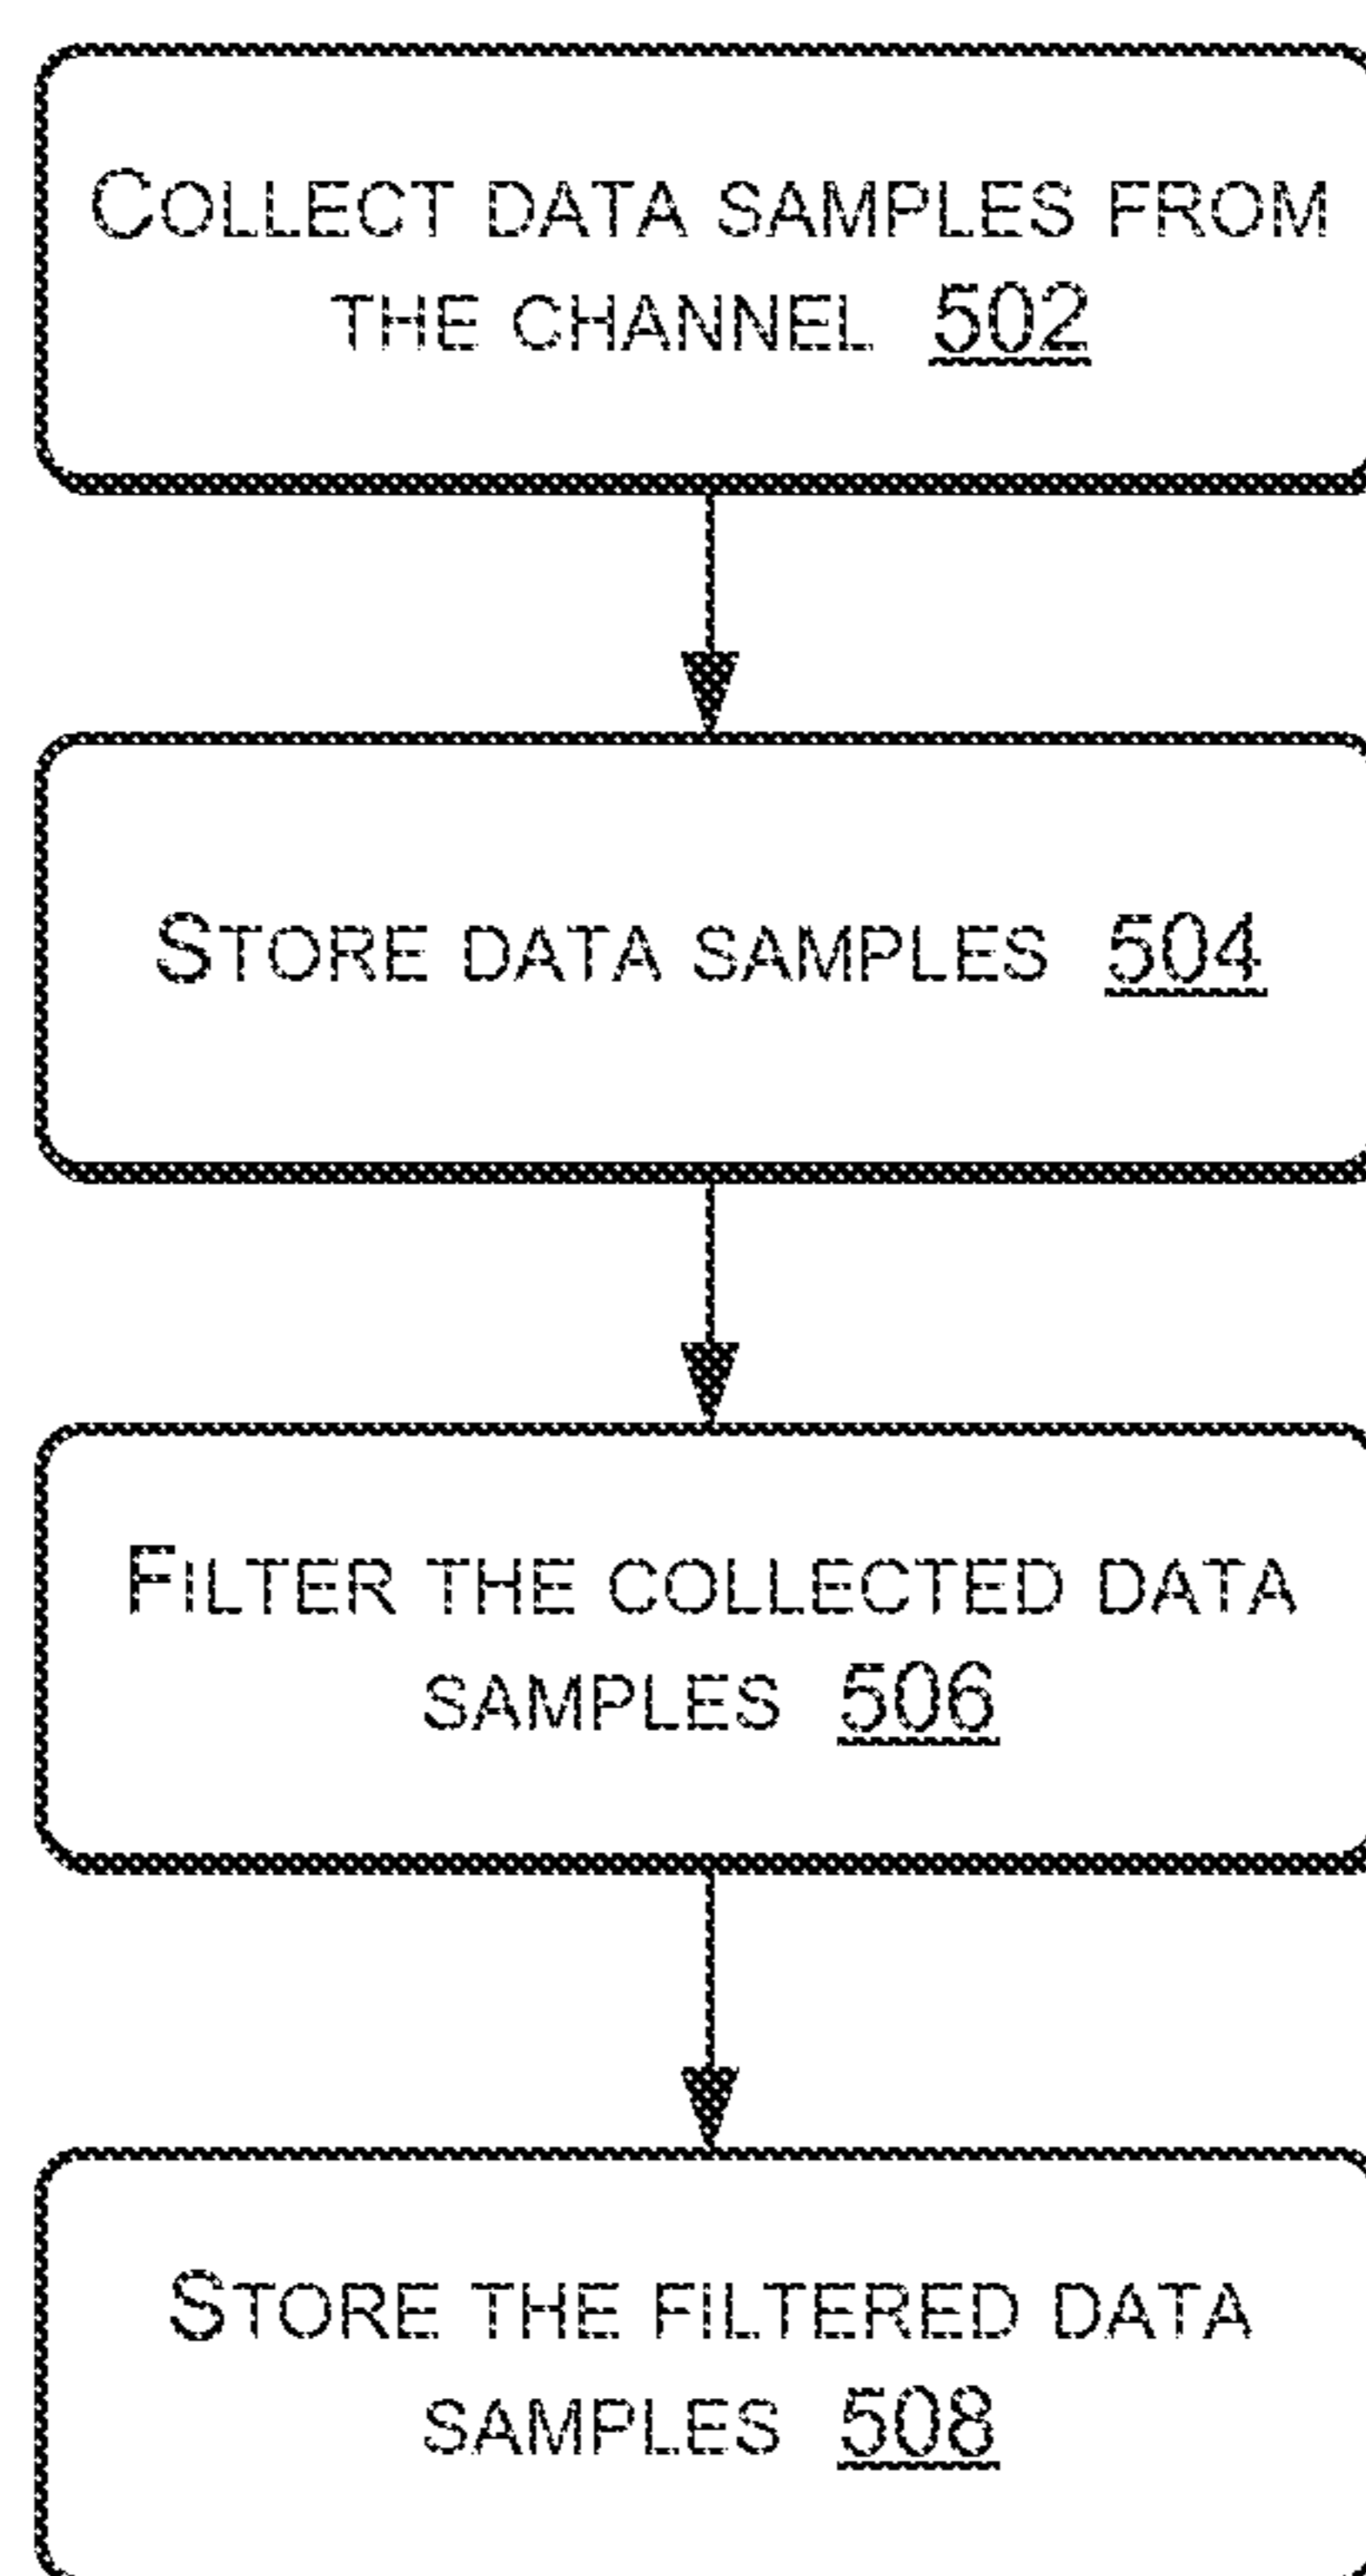 COLLECT DATA SAMPLES FROM
THE CHANNEL 502
STORE DATA SAMPLES 504
FILTER THE COLLECTED DATA
SAMPLES 506
STORE THE FILTERED DATA
SAMPLES 508